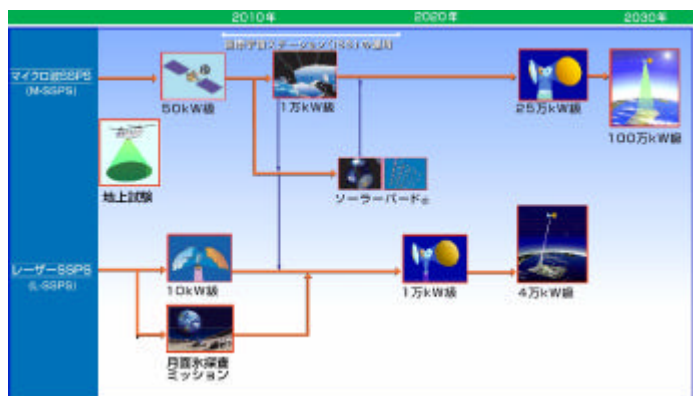 2010年
2020年
2030年
国際宇宙ステーション（ISS）の運用
マイクロ波SSPS
(M-SSPS)
50kW級
1万kW級
25万kW級
100万kW級
地上試験
ソーラーバード
レーザーSSPS
(L-SSPS)
10kW級
1万kW級
4万kW級
月面氷探査
ミッション